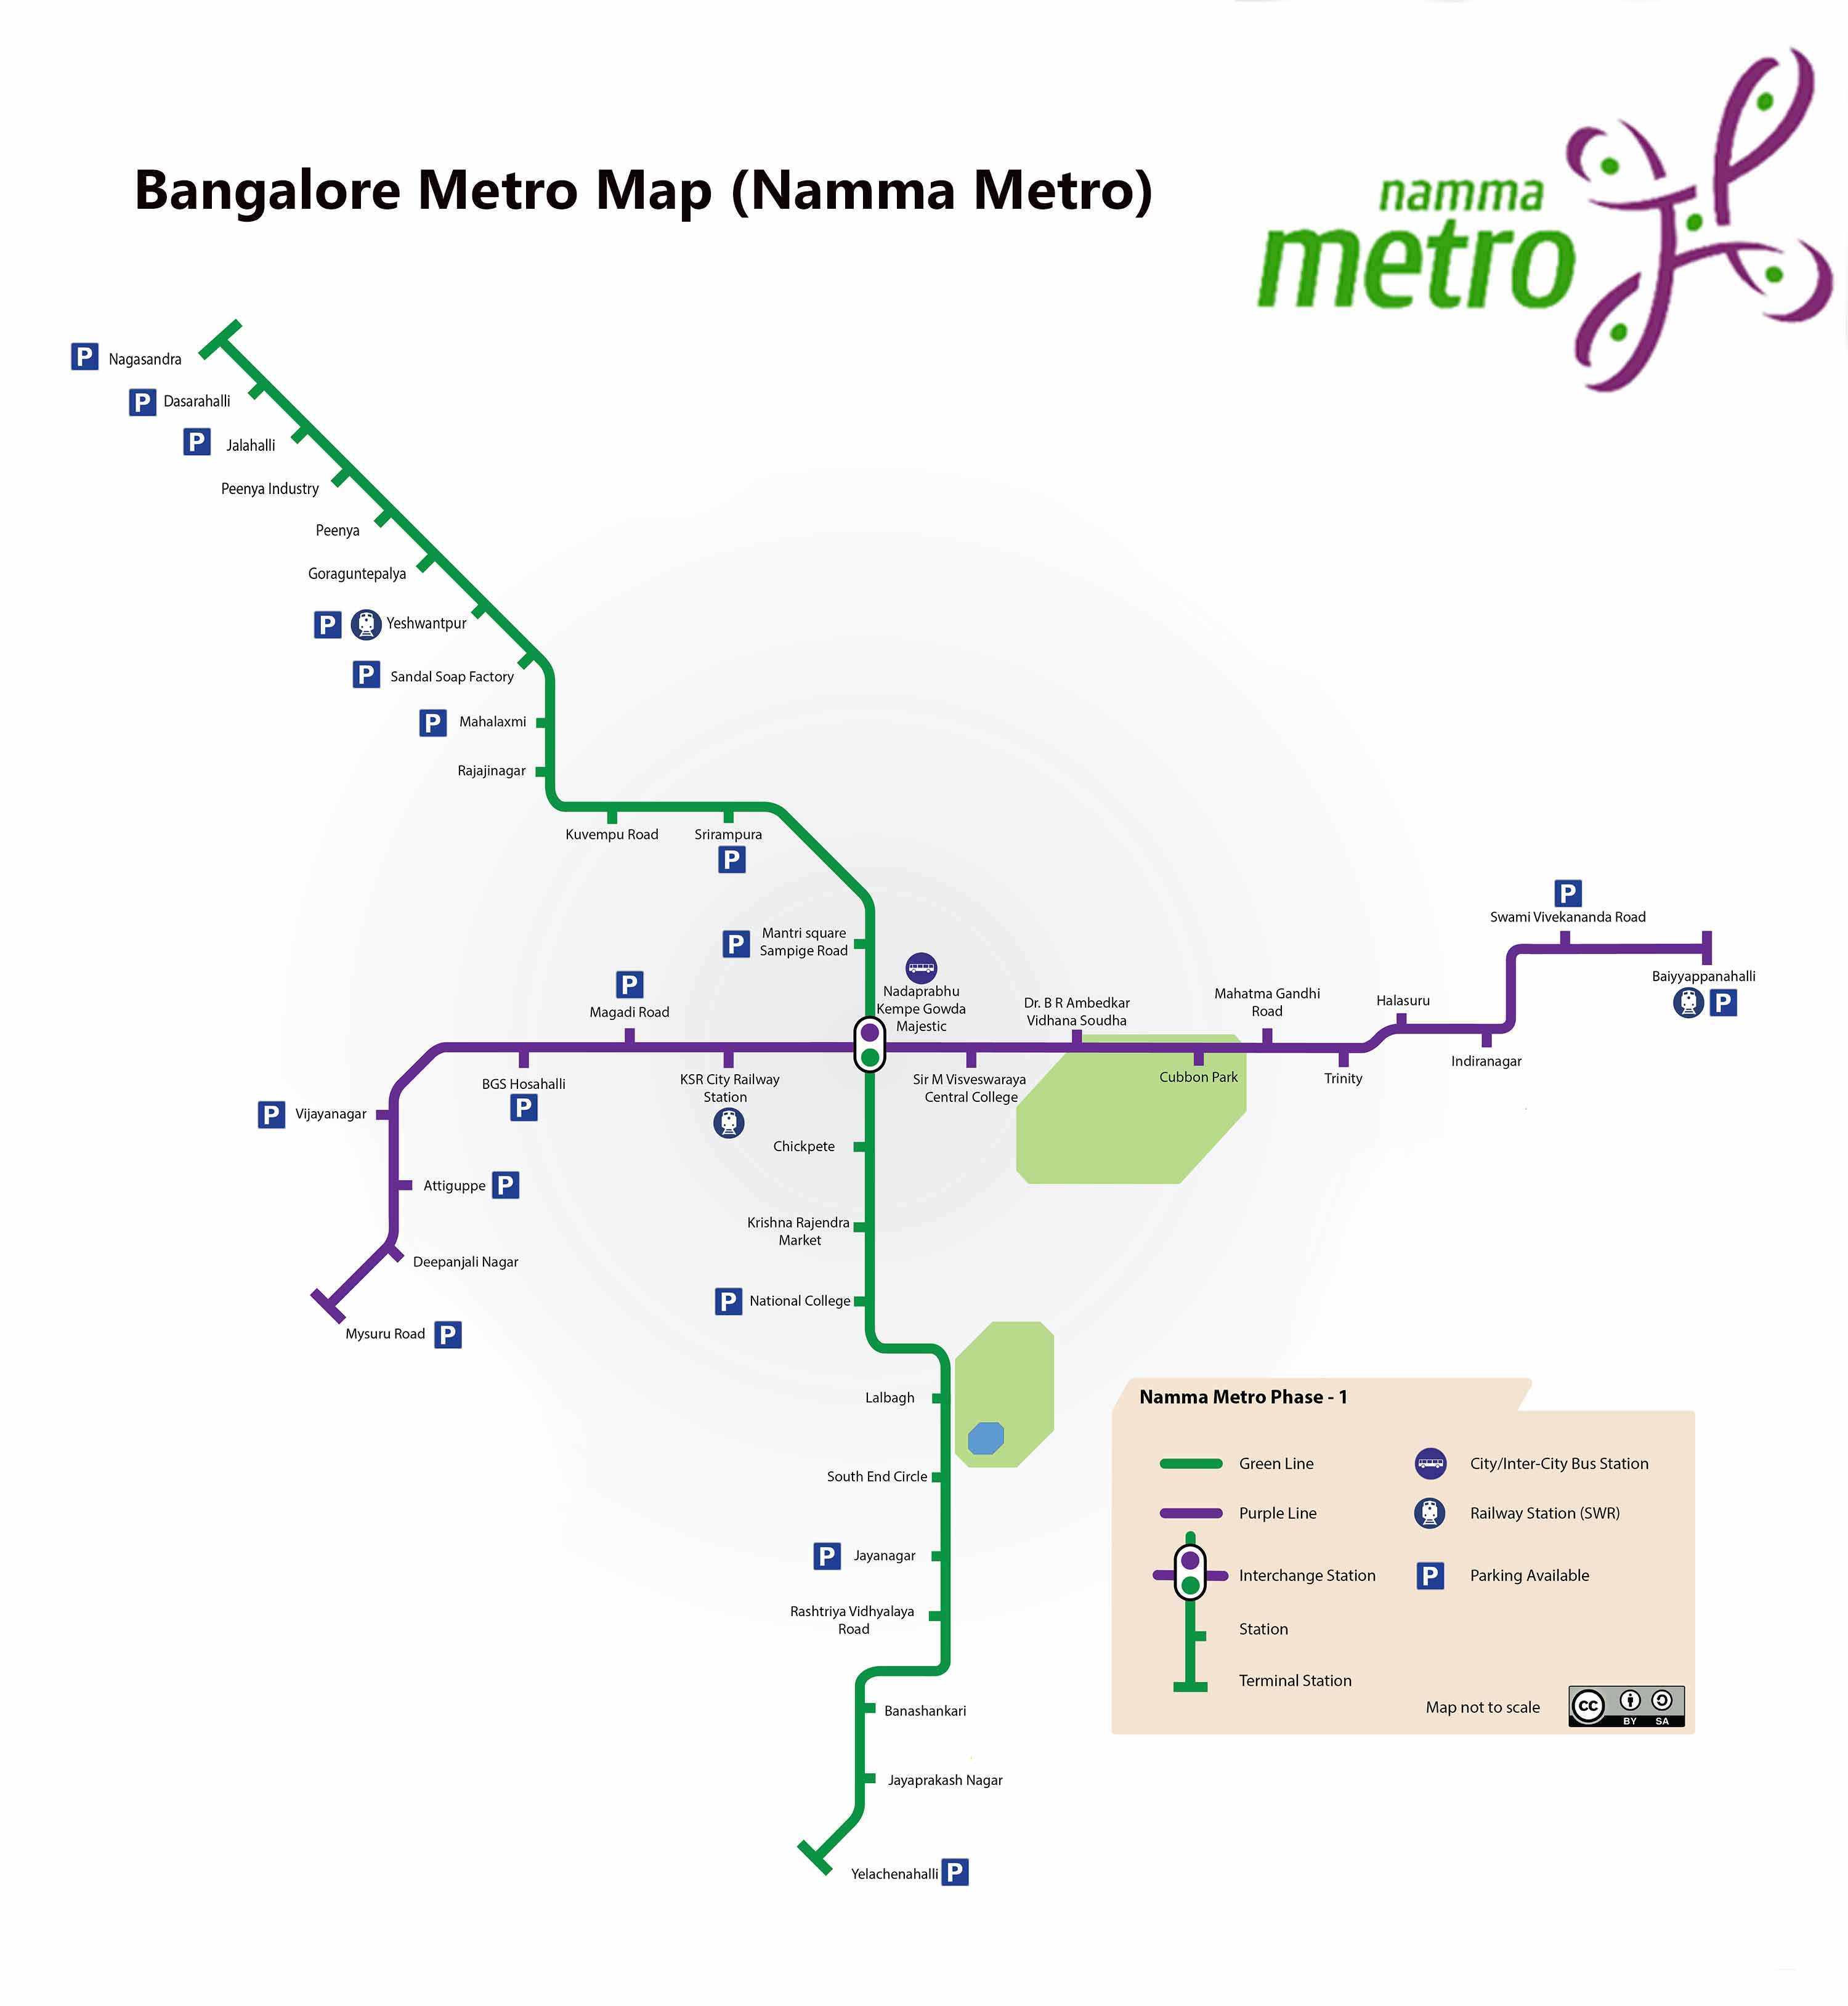 Bangalore Metro Map (Namma Metro)
namma
metro
P
Nagasandra
P
Dasarahalli
P
Jalahalli
Peenya Industry
Peenya
Goraguntepalya
P
Yeshwantpur
P
Sandal Soap Factory
P
Mahalaxmi
Rajajinagar
Kuvempu Road
Srirampura
P
P
Mantri square
Sampige Road
Nadaprabhu
Kempe Gowda
Majestic
P
Magadi Road
BGS Hosahalli
P
KSR City Railway
Station
Sir M Visveswaraya
Central College
Dr. B R Ambedkar
Vidhana Soudha
Cubbon Park
Mahatma Gandhi
Road
Trinity
Halasuru
Indiranagar
P
Swami Vivekananda Road
Baiyyappanahalli
P
P
Vijayanagar
Attiguppe
P
Deepanjali Nagar
Mysuru Road
P
Chickpete
Krishna Rajendra
Market
P
National College
Lalbagh
South End Circle
P
Jayanagar
Rashtriya Vidhyalaya
Road
Banashankari
Jayaprakash Nagar
Yelachenahalli
P
Namma Metro Phase - 1
Green Line
City/Inter-City Bus Station
Purple Line
Railway Station (SWR)
Interchange Station
P
Parking Available
Station
Terminal Station
Map not to scale
cc
BY SA